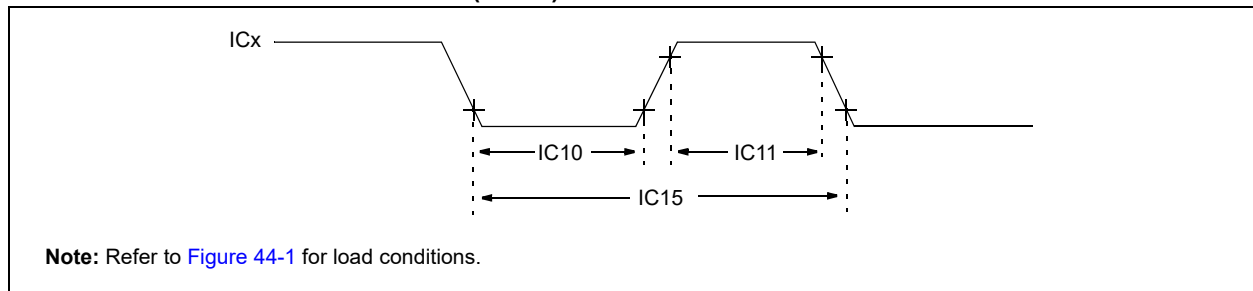 ICx
IC10
IC11
IC15
Note: Refer to Figure 44-1 for load conditions.